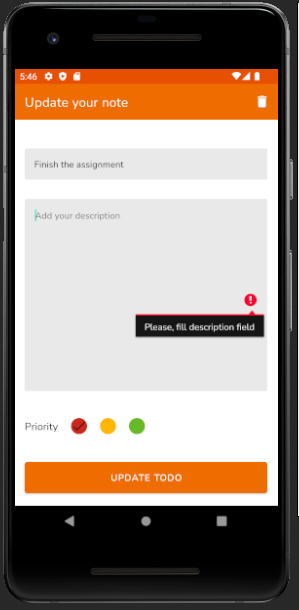 5:46
Update your note
Finish the assignment
Add your description
Please, fill description field
Priority
UPDATE TODO